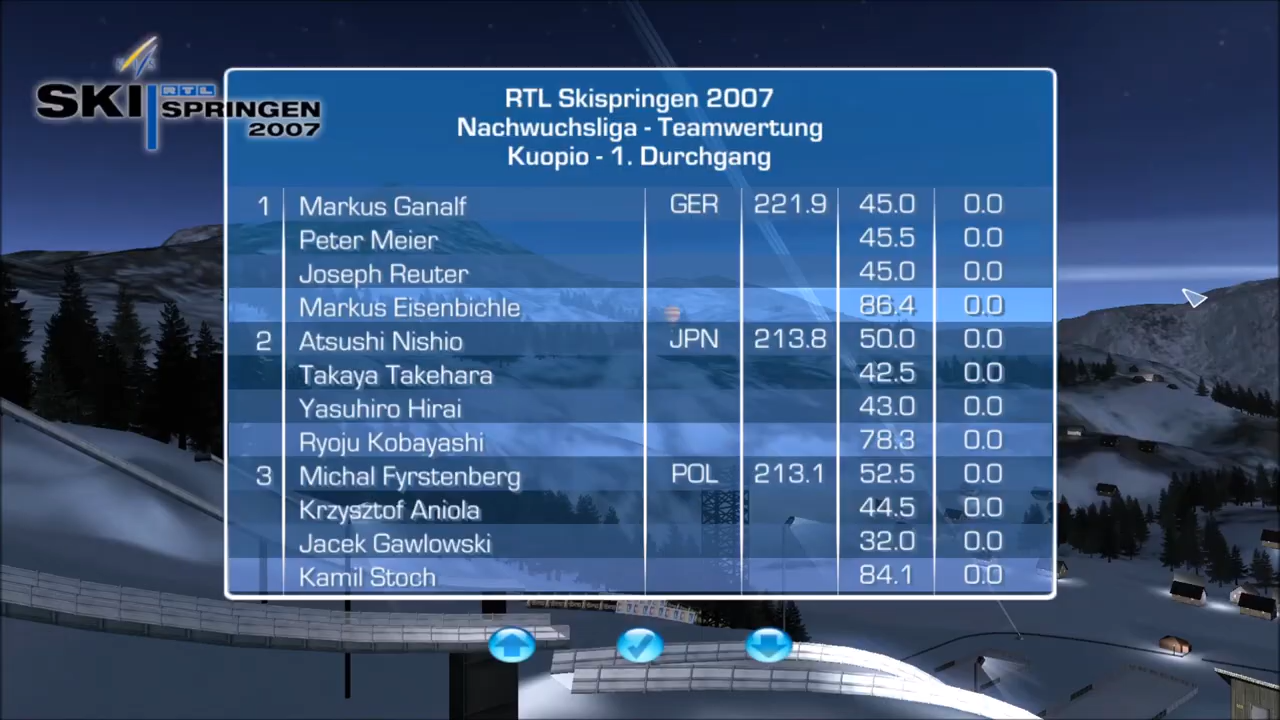 SKI RTL SPRINGEN 2007
RTL Skispringen 2007
Nachwuchsliga - Teamwertung
Kuopio - 1. Durchgang
1 Markus Ganalf GER 221.9 45.0 0.0
Peter Meier 45.5 0.0
Joseph Reuter 45.0 0.0
Markus Eisenbichle 86.4 0.0
2 Atsushi Nishio JPN 213.8 50.0 0.0
Takaya Takehara 42.5 0.0
Yasuhiro Hirai 43.0 0.0
Ryoju Kobayashi 78.3 0.0
3 Michal Fyrstenberg POL 213.1 52.5 0.0
Krzysztof Aniola 44.5 0.0
Jacek Gawlowski 32.0 0.0
Kamil Stoch 84.1 0.0